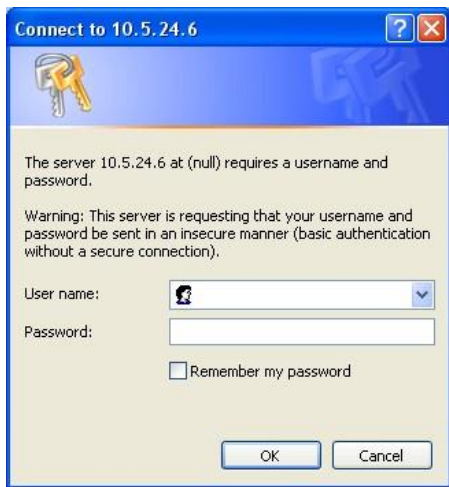 Connect to 10.5.24.6
The server 10.5.24.6 at (null) requires a username and
password.
Warning: This server is requesting that your username and
password be sent in an insecure manner (basic authentication
without a secure connection).
User name:
Password:
Remember my password
OK
Cancel